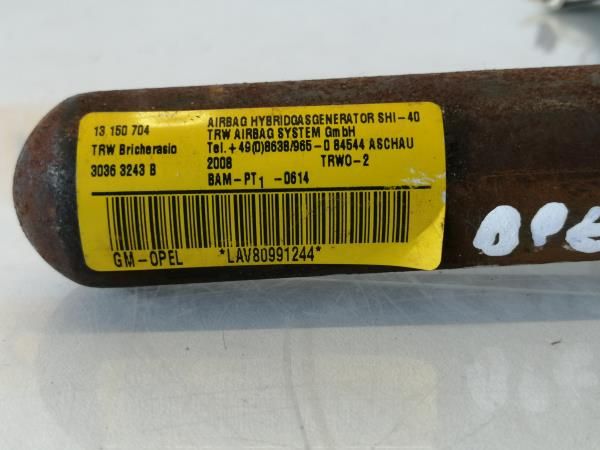 13 150 704
TRW Bricherasio
3036 3243 B
AIRBAG HYBRIDGASGENERATOR SHI-40
TRW AIRBAG SYSTEM GmbH
Tel.+49(0)8638/965-0 84544 ASCHAU
2008 TRWO-2
BAM-PT1 -0614
GM-OPEL *LAV80991244*
OPE